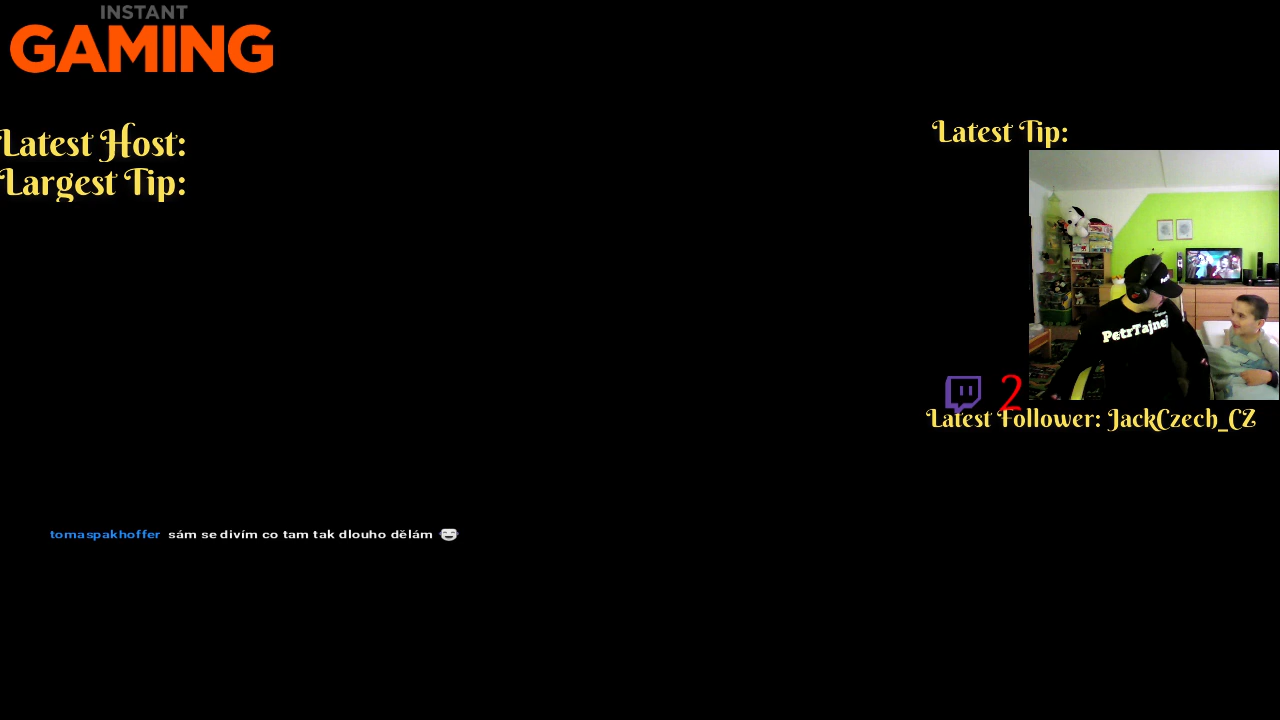 INSTANT
GAMING
Latest Host:
Largest Tip:
Latest Tip:
PetrTajnej
2
Latest Follower: JackCzech_CZ
tomaspakhoffer sám se divím co tam tak dlouho dělám